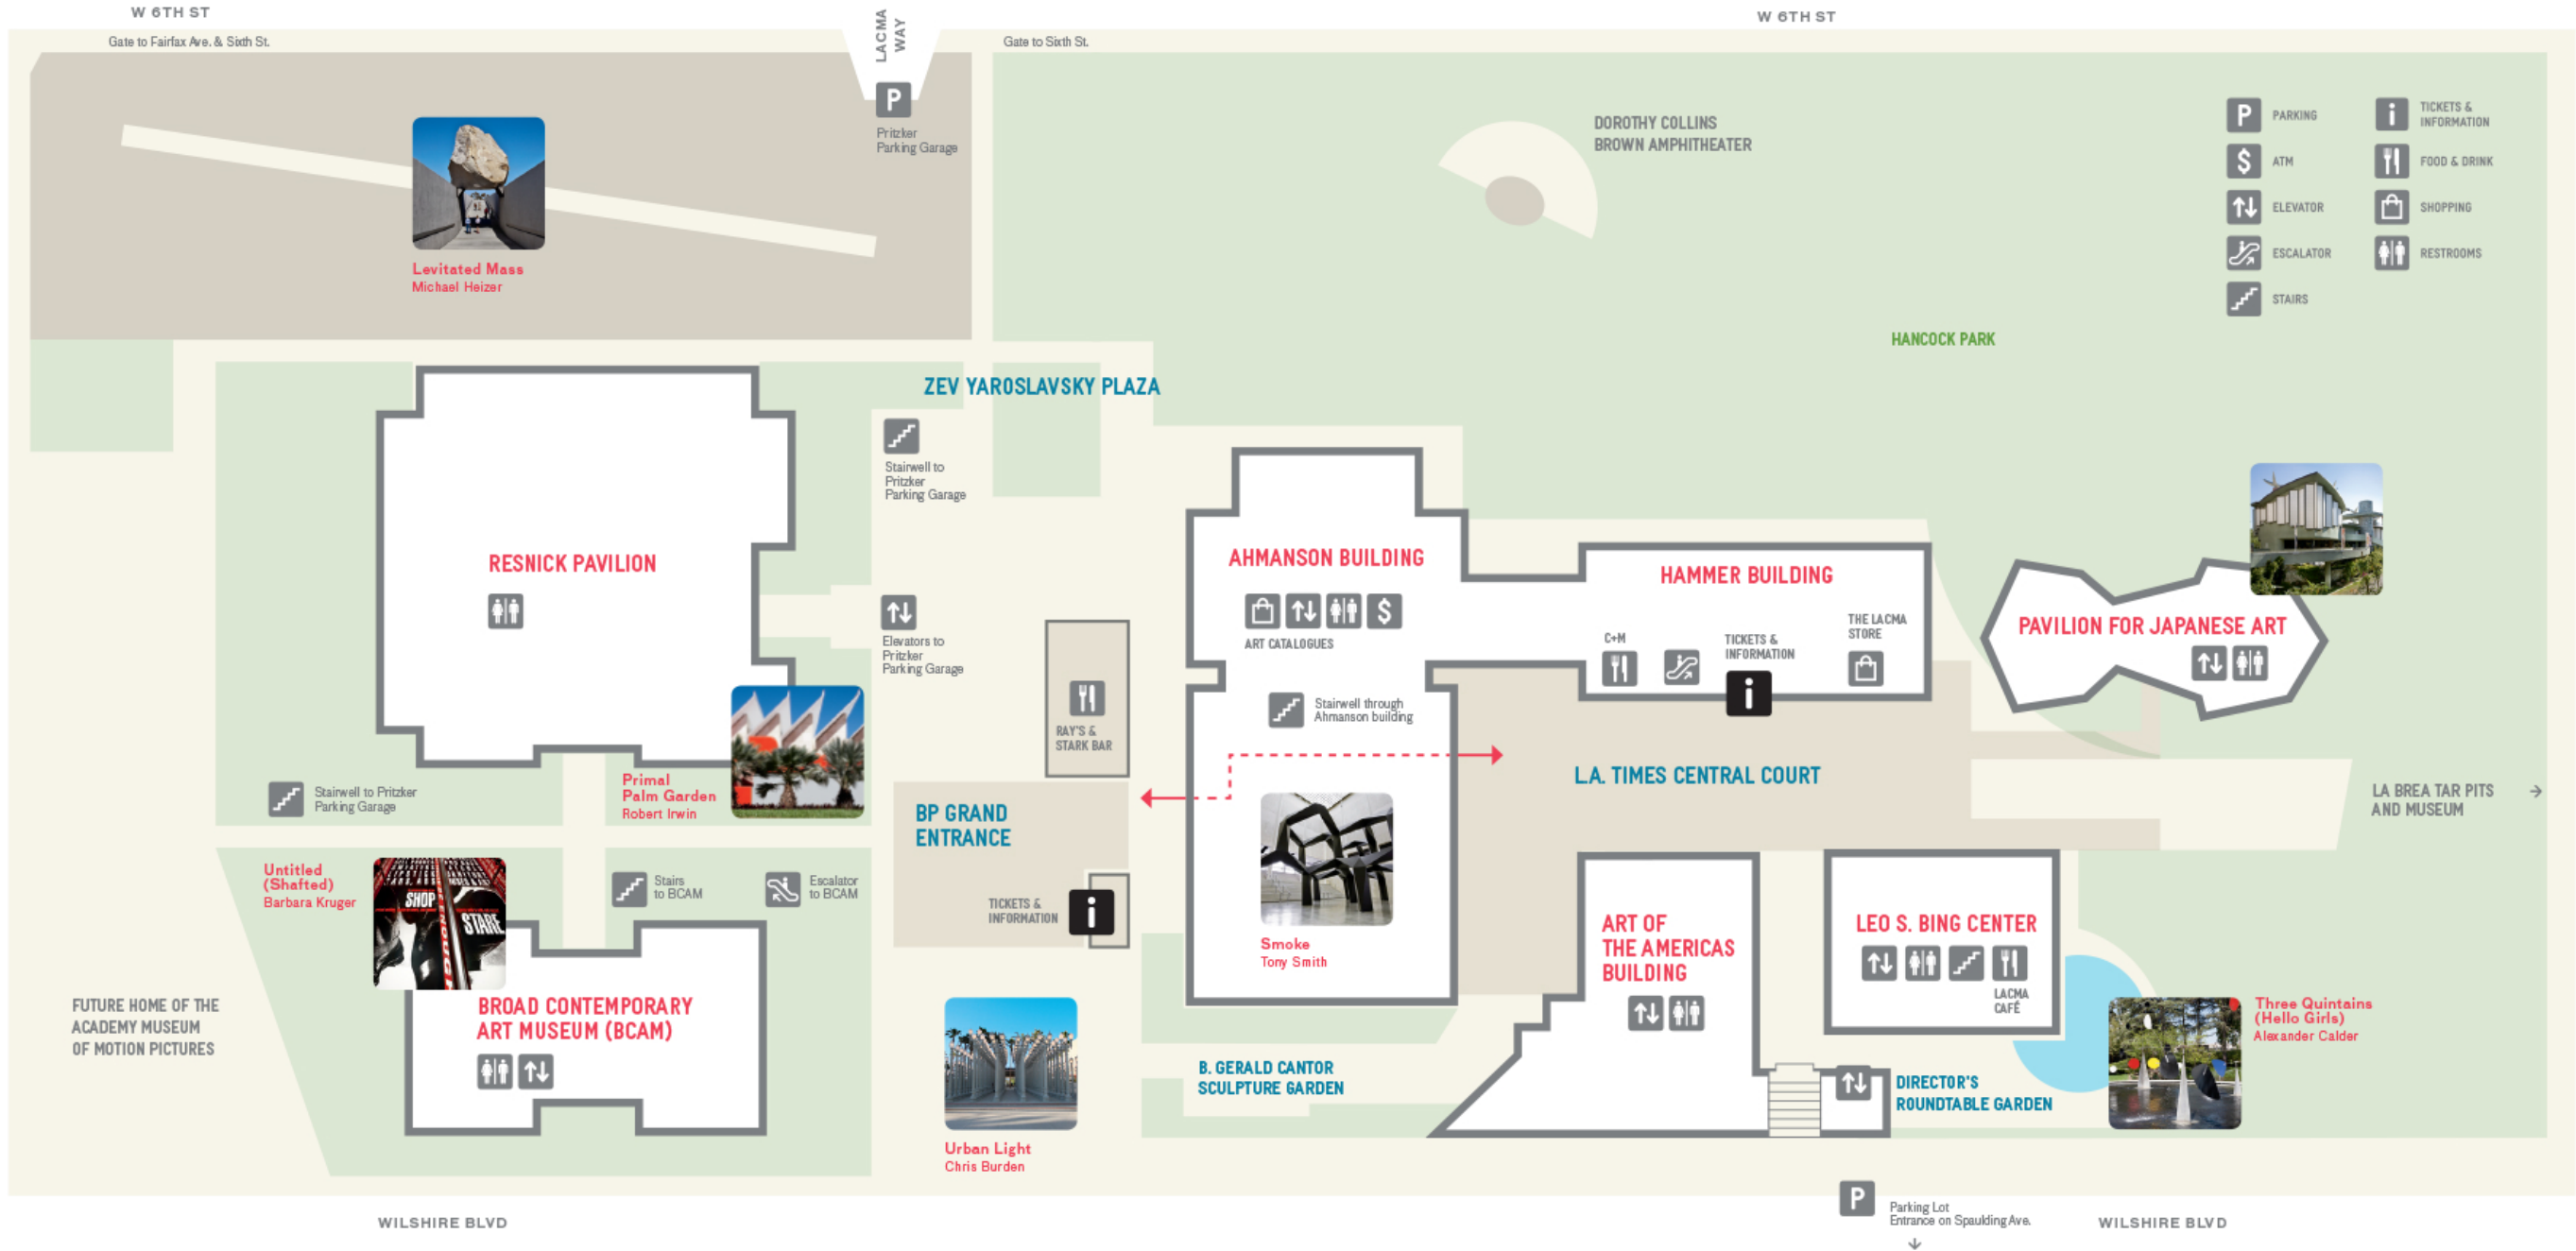 W 6TH ST
LACMA
WAY
W 6TH ST
Gate to Fairfax Ave. & Sixth St.
Gate to Sixth St.
P
Pritzker
Parking Garage
Levitated Mass
Michael Heizer
DOROTHY COLLINS
BROWN AMPHITHEATER
P PARKING
$ ATM
ELEVATOR
ESCALATOR
STAIRS
i TICKETS &
INFORMATION
FOOD & DRINK
SHOPPING
RESTROOMS
HANCOCK PARK
ZEV YAROSLAVSKY PLAZA
Stairwell to
Pritzker
Parking Garage
RESNICK PAVILION
Elevators to
Pritzker
Parking Garage
AHMANSON BUILDING
$
ART CATALOGUES
HAMMER BUILDING
C+M
TICKETS &
INFORMATION
i
THE LACMA
STORE
PAVILION FOR JAPANESE ART
RAY'S &
STARK BAR
Stairwell through
Ahmanson building
Stairwell to Pritzker
Parking Garage
Primal
Palm Garden
Robert Irwin
BP GRAND
ENTRANCE
L.A. TIMES CENTRAL COURT
LA BREA TAR PITS
AND MUSEUM
Untitled
(Shafted)
Barbara Kruger
SHOP
STARE
Stairs
to BCAM
Escalator
to BCAM
TICKETS &
INFORMATION
i
Smoke
Tony Smith
ART OF
THE AMERICAS
BUILDING
LEO S. BING CENTER
LACMA
CAFÉ
FUTURE HOME OF THE
ACADEMY MUSEUM
OF MOTION PICTURES
BROAD CONTEMPORARY
ART MUSEUM (BCAM)
Urban Light
Chris Burden
B. GERALD CANTOR
SCULPTURE GARDEN
DIRECTOR'S
ROUNDTABLE GARDEN
Three Quintains
(Hello Girls)
Alexander Calder
WILSHIRE BLVD
P
Parking Lot
Entrance on Spaulding Ave.
WILSHIRE BLVD